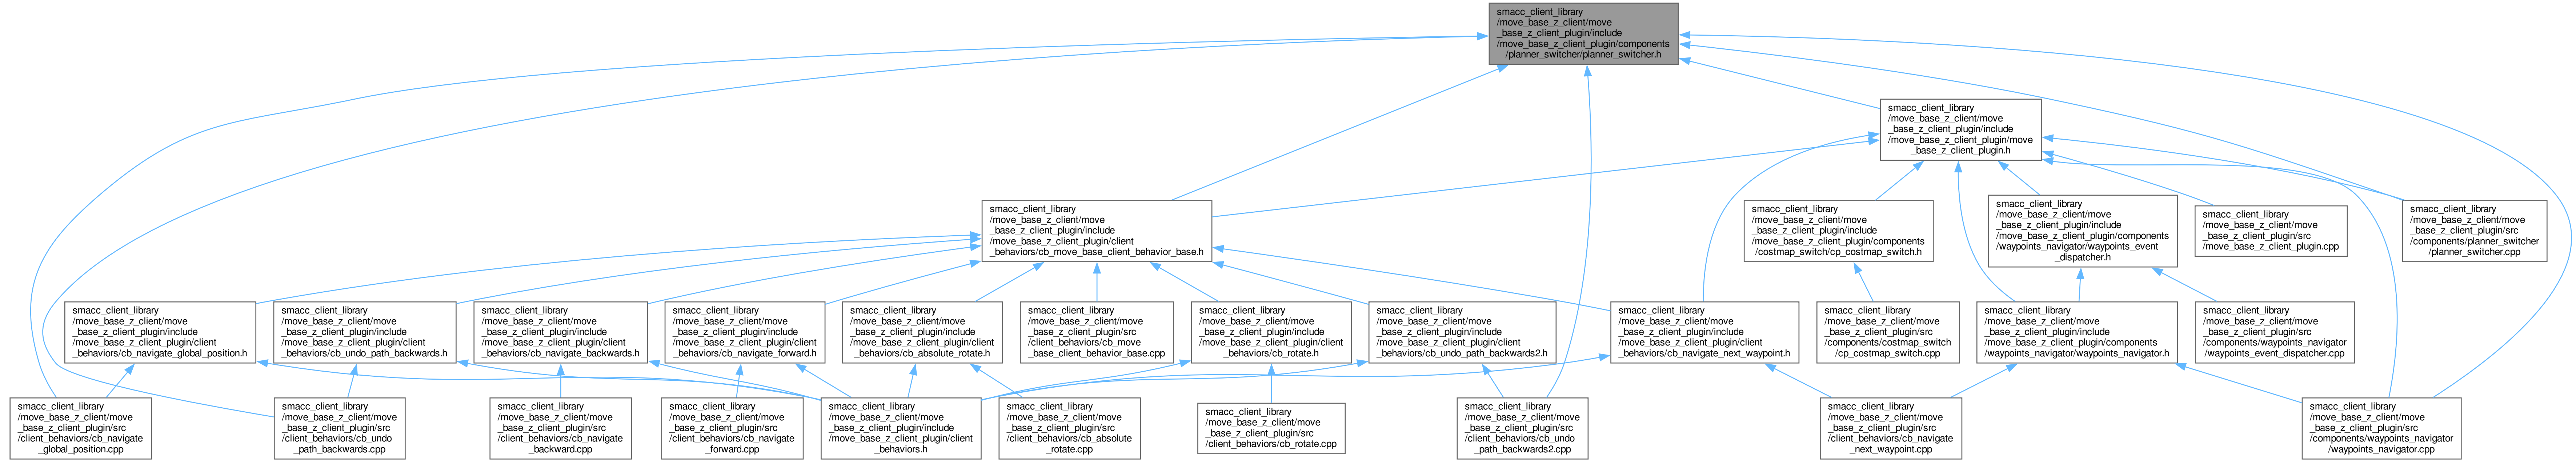 smacc_client_library
/move_base_z_client/move
_base_z_client_plugin/include
/move_base_z_client_plugin/components
/planner_switcher/planner_switcher.h
smacc_client_library
/move_base_z_client/move
_base_z_client_plugin/include
/move_base_z_client_plugin/move
_base_z_client_plugin.h
smacc_client_library
/move_base_z_client/move
_base_z_client_plugin/include
/move_base_z_client_plugin/client
_behaviors/cb_move_base_client_behavior_base.h
smacc_client_library
/move_base_z_client/move
_base_z_client_plugin/include
/move_base_z_client_plugin/components
/costmap_switch/cp_costmap_switch.h
smacc_client_library
/move_base_z_client/move
_base_z_client_plugin/include
/move_base_z_client_plugin/components
/waypoints_navigator/waypoints_event
_dispatcher.h
smacc_client_library
/move_base_z_client/move
_base_z_client_plugin/src
/move_base_z_client_plugin.cpp
smacc_client_library
/move_base_z_client/move
_base_z_client_plugin/src
/components/planner_switcher
/planner_switcher.cpp
smacc_client_library
/move_base_z_client/move
_base_z_client_plugin/include
/move_base_z_client_plugin/client
_behaviors/cb_navigate_global_position.h
smacc_client_library
/move_base_z_client/move
_base_z_client_plugin/include
/move_base_z_client_plugin/client
_behaviors/cb_undo_path_backwards.h
smacc_client_library
/move_base_z_client/move
_base_z_client_plugin/include
/move_base_z_client_plugin/client
_behaviors/cb_navigate_backwards.h
smacc_client_library
/move_base_z_client/move
_base_z_client_plugin/include
/move_base_z_client_plugin/client
_behaviors/cb_navigate_forward.h
smacc_client_library
/move_base_z_client/move
_base_z_client_plugin/include
/move_base_z_client_plugin/client
_behaviors/cb_absolute_rotate.h
smacc_client_library
/move_base_z_client/move
_base_z_client_plugin/src
/client_behaviors/cb_move
_base_client_behavior_base.cpp
smacc_client_library
/move_base_z_client/move
_base_z_client_plugin/include
/move_base_z_client_plugin/client
_behaviors/cb_rotate.h
smacc_client_library
/move_base_z_client/move
_base_z_client_plugin/include
/move_base_z_client_plugin/client
_behaviors/cb_undo_path_backwards2.h
smacc_client_library
/move_base_z_client/move
_base_z_client_plugin/include
/move_base_z_client_plugin/client
_behaviors/cb_navigate_next_waypoint.h
smacc_client_library
/move_base_z_client/move
_base_z_client_plugin/src
/components/costmap_switch
/cp_costmap_switch.cpp
smacc_client_library
/move_base_z_client/move
_base_z_client_plugin/include
/move_base_z_client_plugin/components
/waypoints_navigator/waypoints_navigator.h
smacc_client_library
/move_base_z_client/move
_base_z_client_plugin/src
/components/waypoints_navigator
/waypoints_event_dispatcher.cpp
smacc_client_library
/move_base_z_client/move
_base_z_client_plugin/src
/client_behaviors/cb_navigate
_global_position.cpp
smacc_client_library
/move_base_z_client/move
_base_z_client_plugin/src
/client_behaviors/cb_undo
_path_backwards.cpp
smacc_client_library
/move_base_z_client/move
_base_z_client_plugin/src
/client_behaviors/cb_navigate
_backward.cpp
smacc_client_library
/move_base_z_client/move
_base_z_client_plugin/src
/client_behaviors/cb_navigate
_forward.cpp
smacc_client_library
/move_base_z_client/move
_base_z_client_plugin/include
/move_base_z_client_plugin/client
_behaviors.h
smacc_client_library
/move_base_z_client/move
_base_z_client_plugin/src
/client_behaviors/cb_absolute
_rotate.cpp
smacc_client_library
/move_base_z_client/move
_base_z_client_plugin/src
/client_behaviors/cb_rotate.cpp
smacc_client_library
/move_base_z_client/move
_base_z_client_plugin/src
/client_behaviors/cb_undo
_path_backwards2.cpp
smacc_client_library
/move_base_z_client/move
_base_z_client_plugin/src
/client_behaviors/cb_navigate
_next_waypoint.cpp
smacc_client_library
/move_base_z_client/move
_base_z_client_plugin/src
/components/waypoints_navigator
/waypoints_navigator.cpp